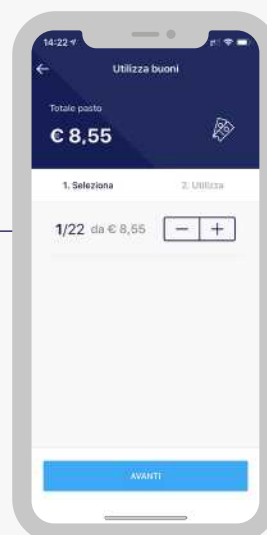 14:22
Utilizza buoni
Totale pasto
€ 8,55
1. Seleziona
2. Utilizza
1/22 da € 8,55
AVANTI